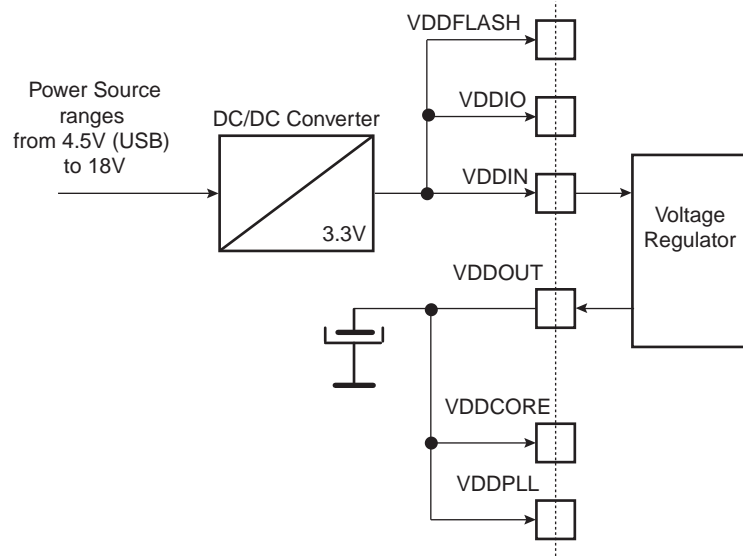 VDDFLASH
Power Source
ranges
from 4.5V (USB)
to 18V
DC/DC Converter
3.3V
VDDIO
VDDIN
Voltage
Regulator
VDDOUT
VDDCORE
VDDPLL